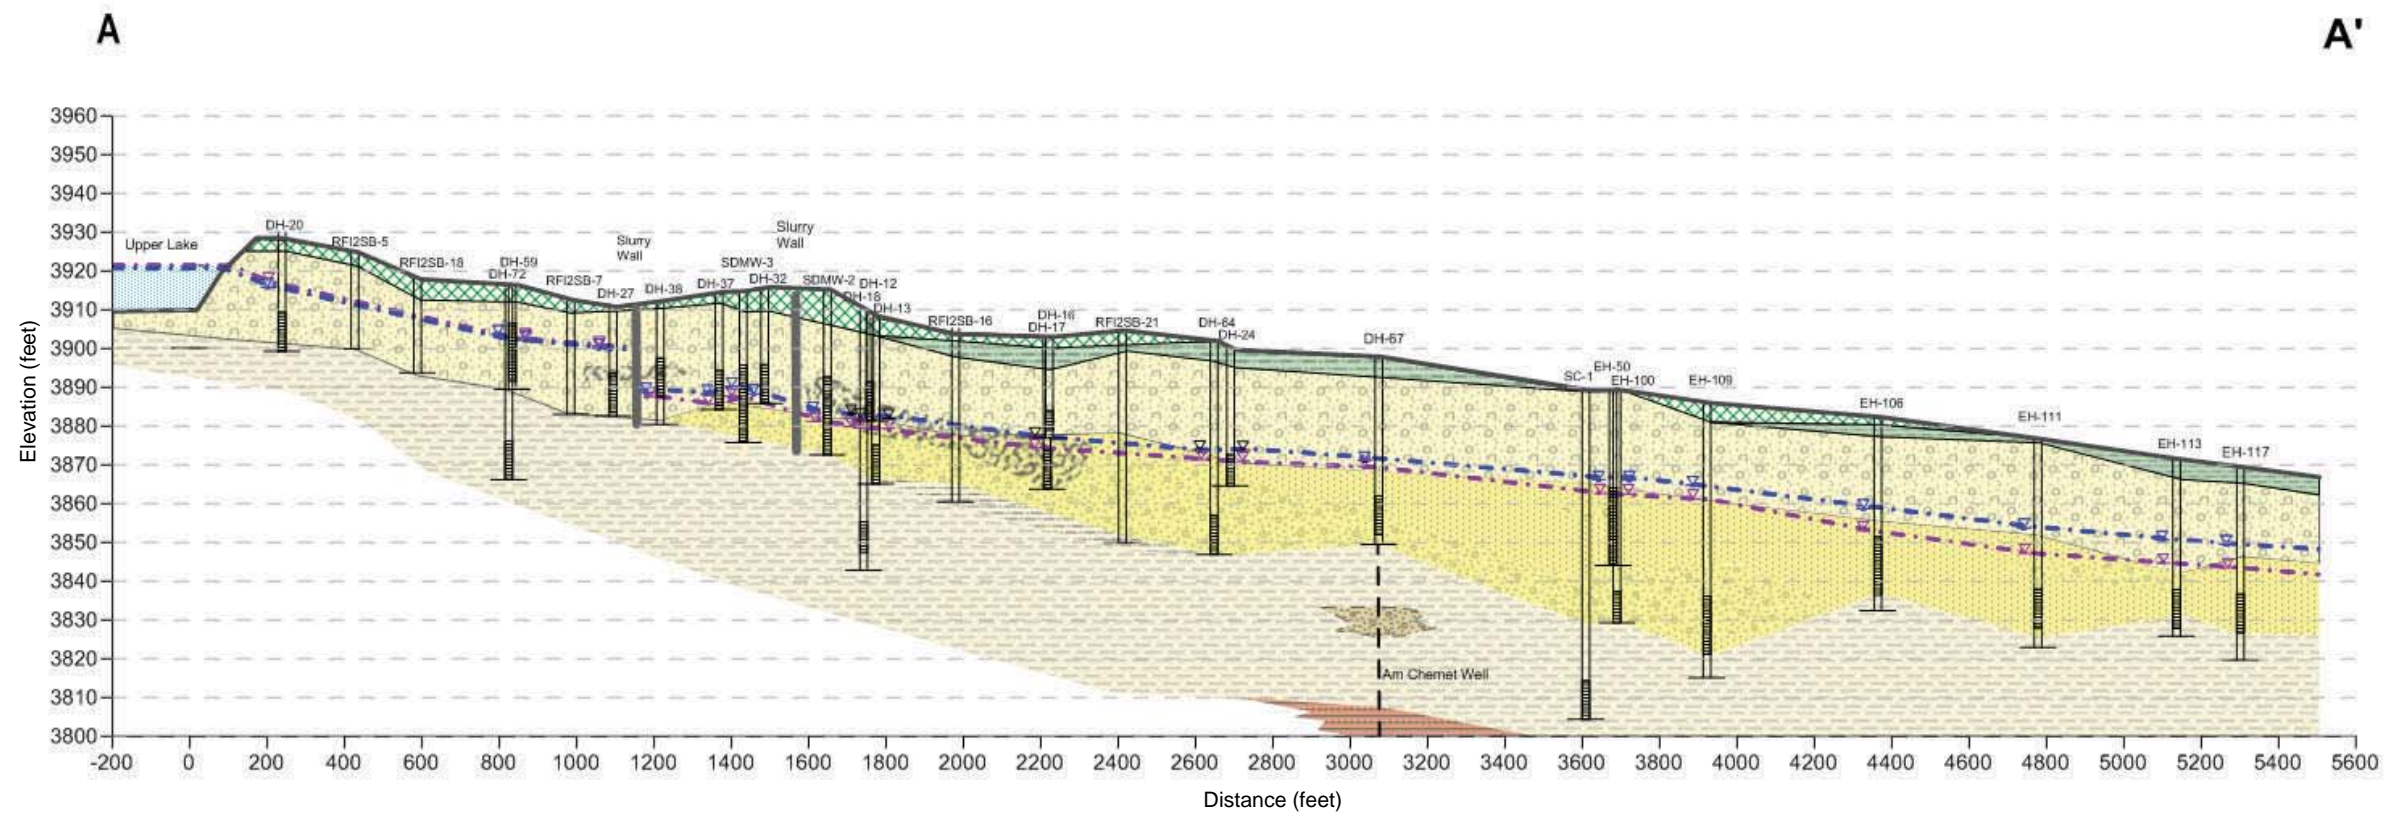 A
A'
3960
3950
3940
3930
3920
3910
3900
3890
3880
3870
3860
3850
3840
3830
3820
3810
3800
Elevation (feet)
Upper Lake
DH-20
RFI2SB-5
RFI2SB-18
DH-59
DH-72
RFI2SB-7
DH-27
Slurry
Wall
DH-38
DH-37
SDMW-3
DH-32
Slurry
Wall
SDMW-2
DH-12
DH-18
DH-13
RFI2SB-16
DH-16
DH-17
RFI2SB-21
DH-64
DH-24
DH-67
SC-1
EH-50
EH-100
EH-109
EH-106
EH-111
EH-113
EH-117
Am Chemet Well
-200 0 200 400 600 800 1000 1200 1400 1600 1800 2000 2200 2400 2600 2800 3000 3200 3400 3600 3800 4000 4200 4400 4600 4800 5000 5200 5400 5600
Distance (feet)